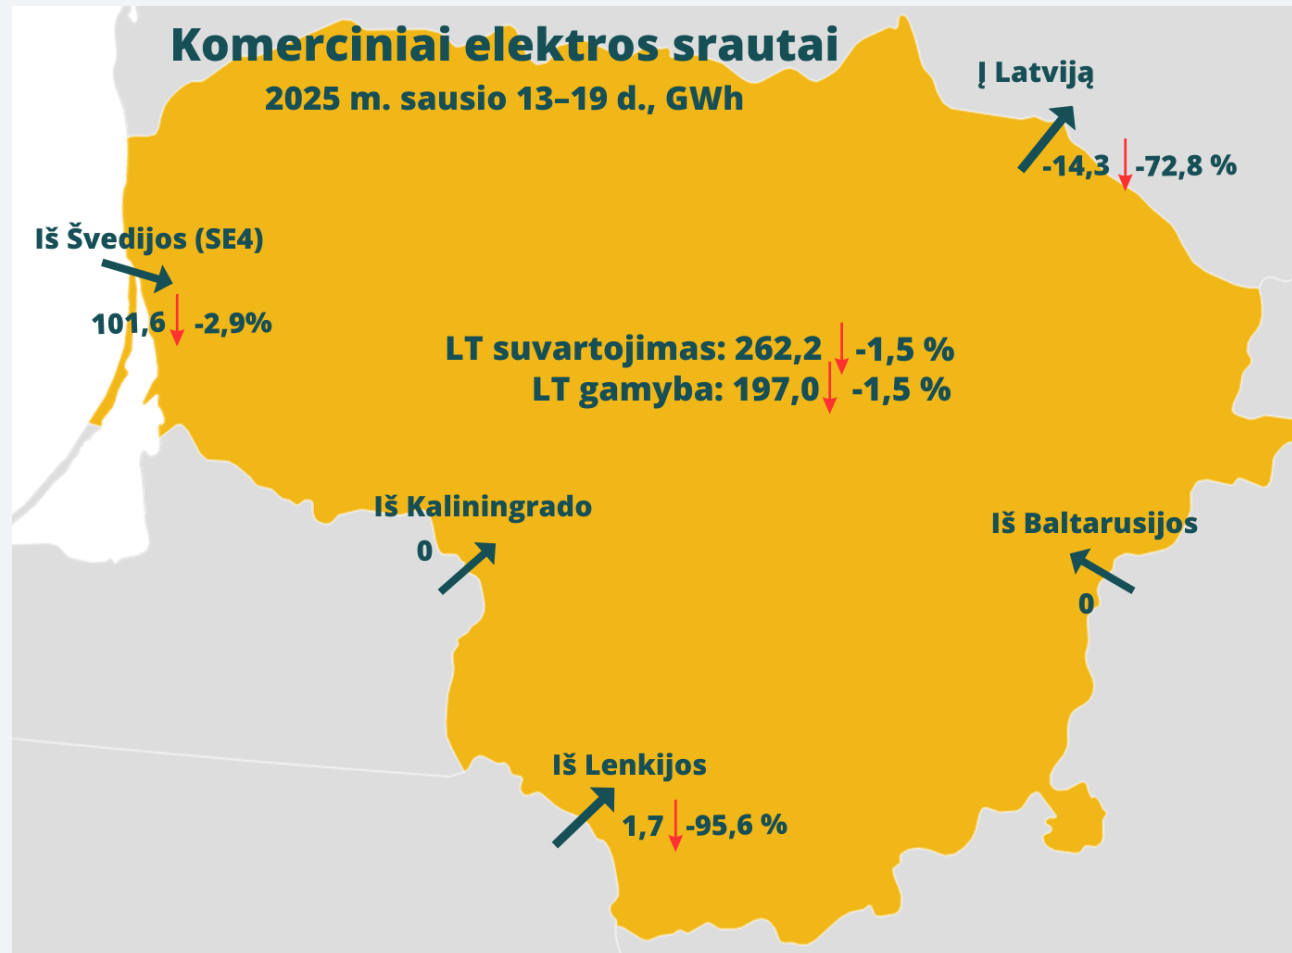 Komerciniai elektros srautai
2025 m. sausio 13–19 d., GWh
Į Latviją
-14,3 -72,8 %
Iš Švedijos (SE4)
101,6 -2,9%
LT suvartojimas: 262,2 -1,5 %
LT gamyba: 197,0 -1,5 %
Iš Kaliningrado
0
Iš Baltarusijos
0
Iš Lenkijos
1,7 -95,6 %